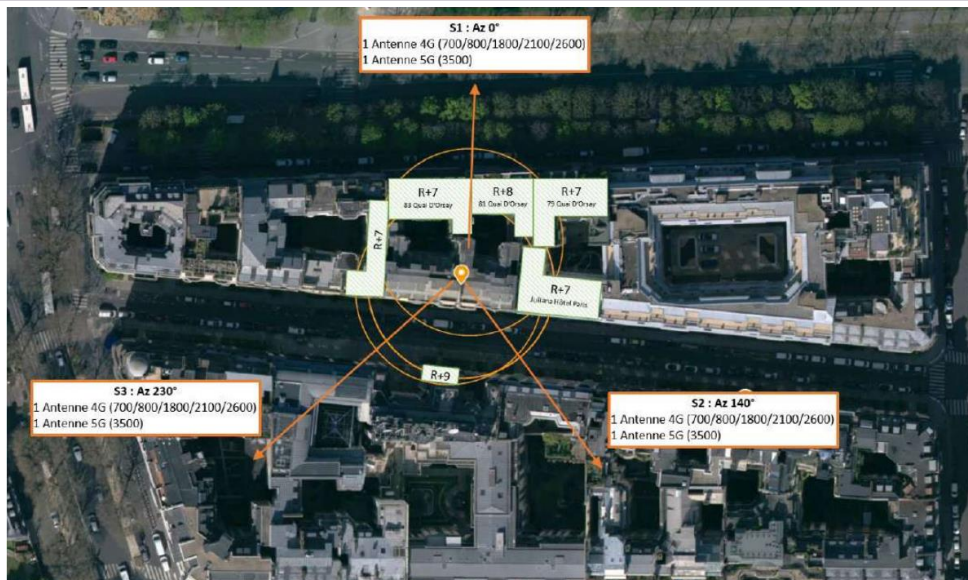 S1 : Az 0°
1 Antenne 4G (700/800/1800/2100/2600)
1 Antenne 5G (3500)
R+7
83 Quai D'Orsay
R+8
81 Quai D'Orsay
R+7
79 Quai D'Orsay
R+7
R+7
Juliana Hôtel Paris
R+9
S3 : Az 230°
1 Antenne 4G (700/800/1800/2100/2600)
1 Antenne 5G (3500)
S2 : Az 140°
1 Antenne 4G (700/800/1800/2100/2600)
1 Antenne 5G (3500)